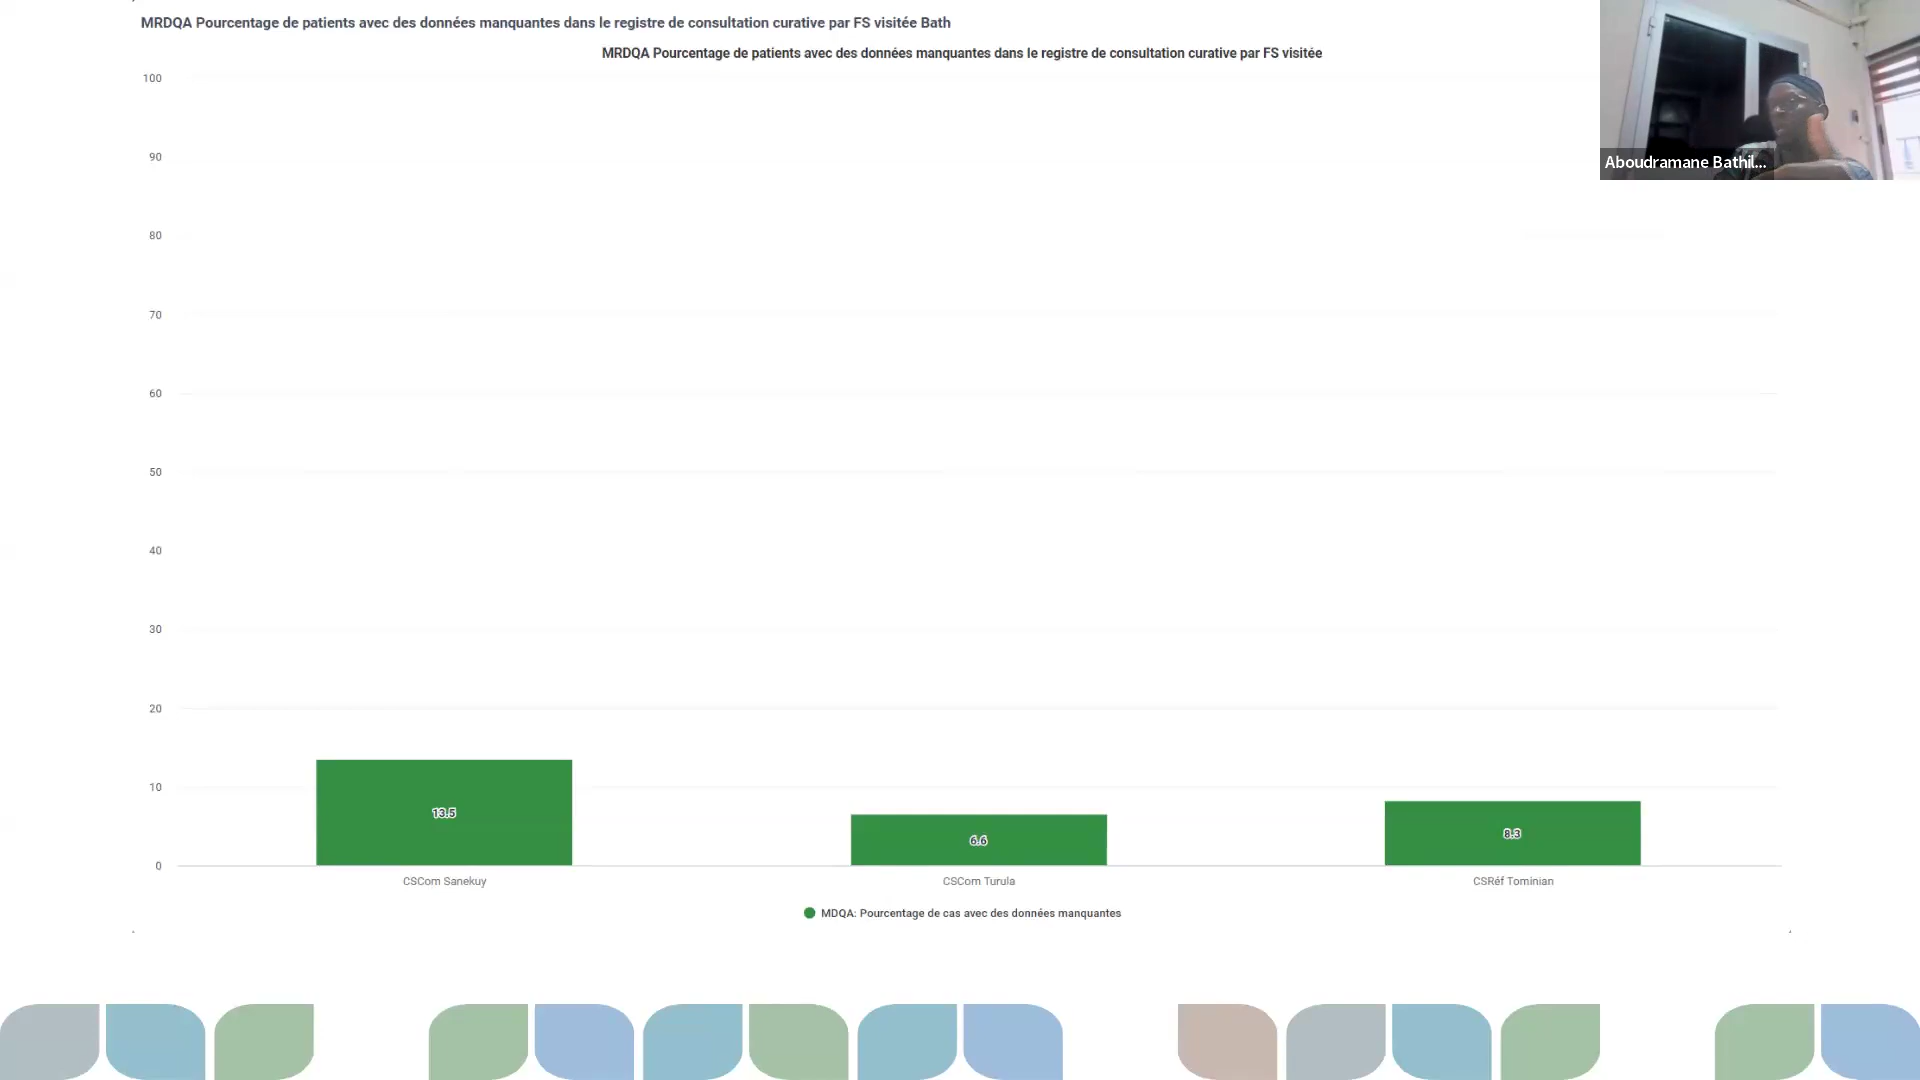 MRDQA Pourcentage de patients avec des données manquantes dans le registre de consultation curative par FS visitée Bath
MRDQA Pourcentage de patients avec des données manquantes dans le registre de consultation curative par FS visitée
100
90
80
70
60
50
40
30
20
10
0
13.5
6.6
8.3
CSCom Sanekuy
CSCom Turula
CSRéf Tominian
MDQA: Pourcentage de cas avec des données manquantes
Aboudramane Bathil...